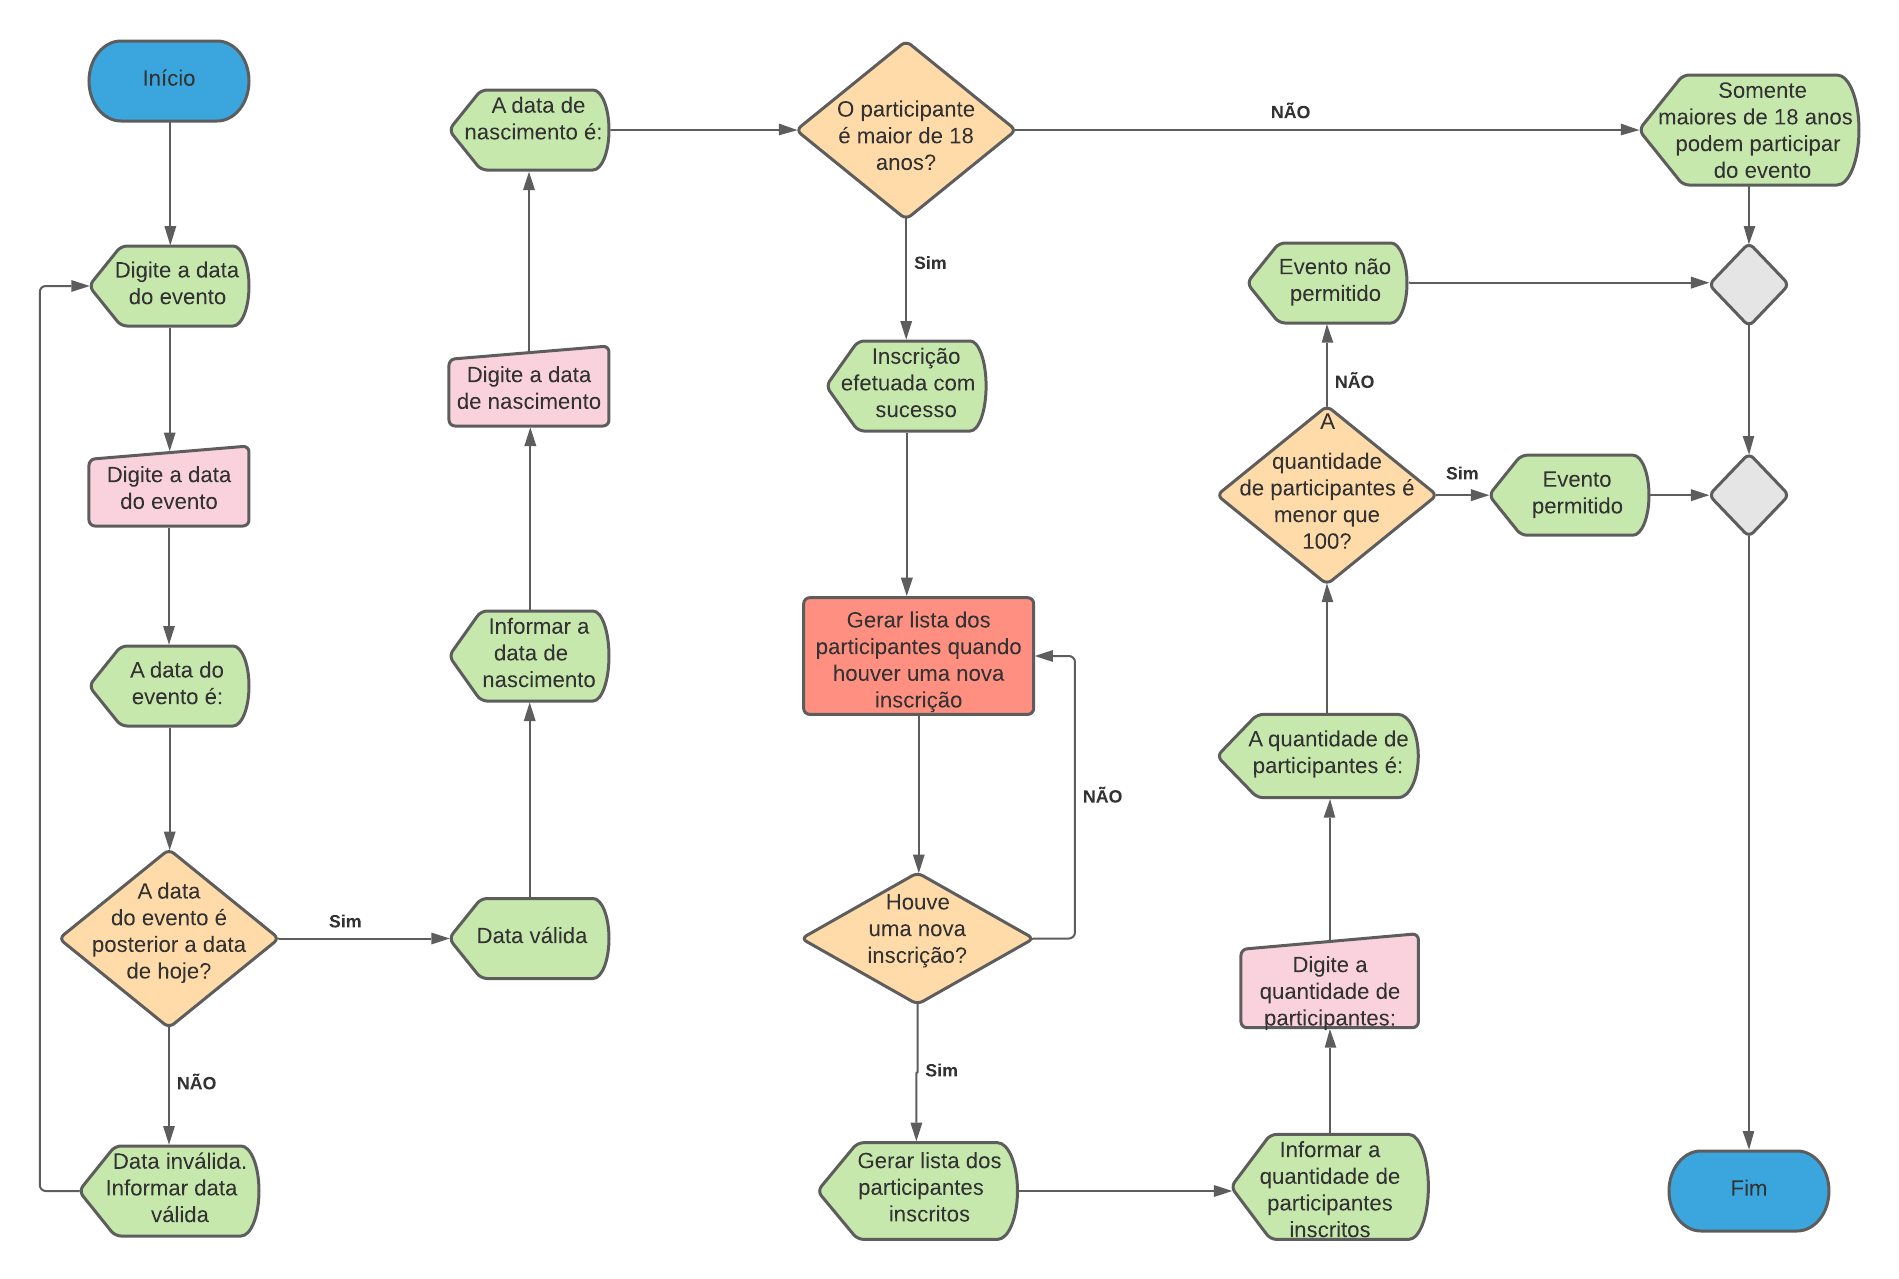 Início
Digite a data
do evento
Digite a data
do evento
A data do
evento é:
A data
do evento é
posterior a data
de hoje?
Sim
NÃO
Data inválida.
Informar data
válida
Data válida
Informar a
data de
nascimento
Digite a data
de nascimento
A data de
nascimento é:
O participante
é maior de 18
anos?
NÃO
Sim
Inscrição
efetuada com
sucesso
Gerar lista dos
participantes quando
houver uma nova
inscrição
Houve
uma nova
inscrição?
NÃO
Sim
Gerar lista dos
participantes
inscritos
Informar a
quantidade de
participantes
inscritos
Digite a
quantidade de
participantes:
A quantidade de
participantes é:
A
quantidade
de participantes é
menor que
100?
NÃO
Sim
Evento não
permitido
Evento
permitido
Somente
maiores de 18 anos
podem participar
do evento
Fim